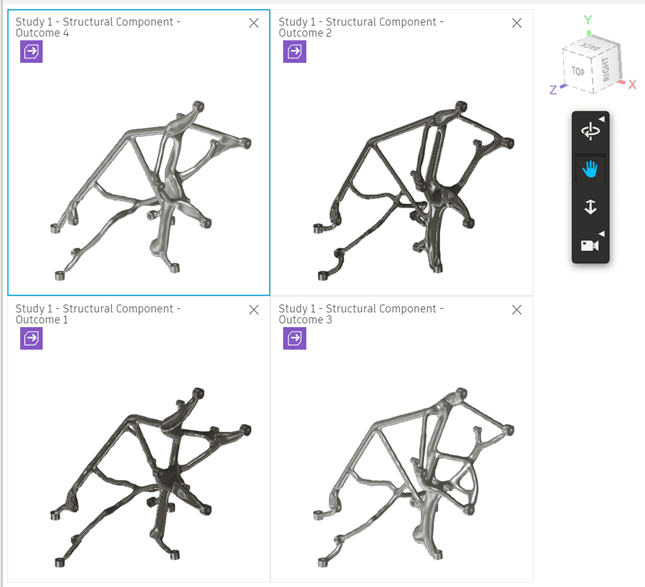 Study 1 - Structural Component -
Outcome 4
Study 1 - Structural Component -
Outcome 2
Y
BACK
TOP
RIGHT
Z
X
Study 1 - Structural Component -
Outcome 1
Study 1 - Structural Component -
Outcome 3